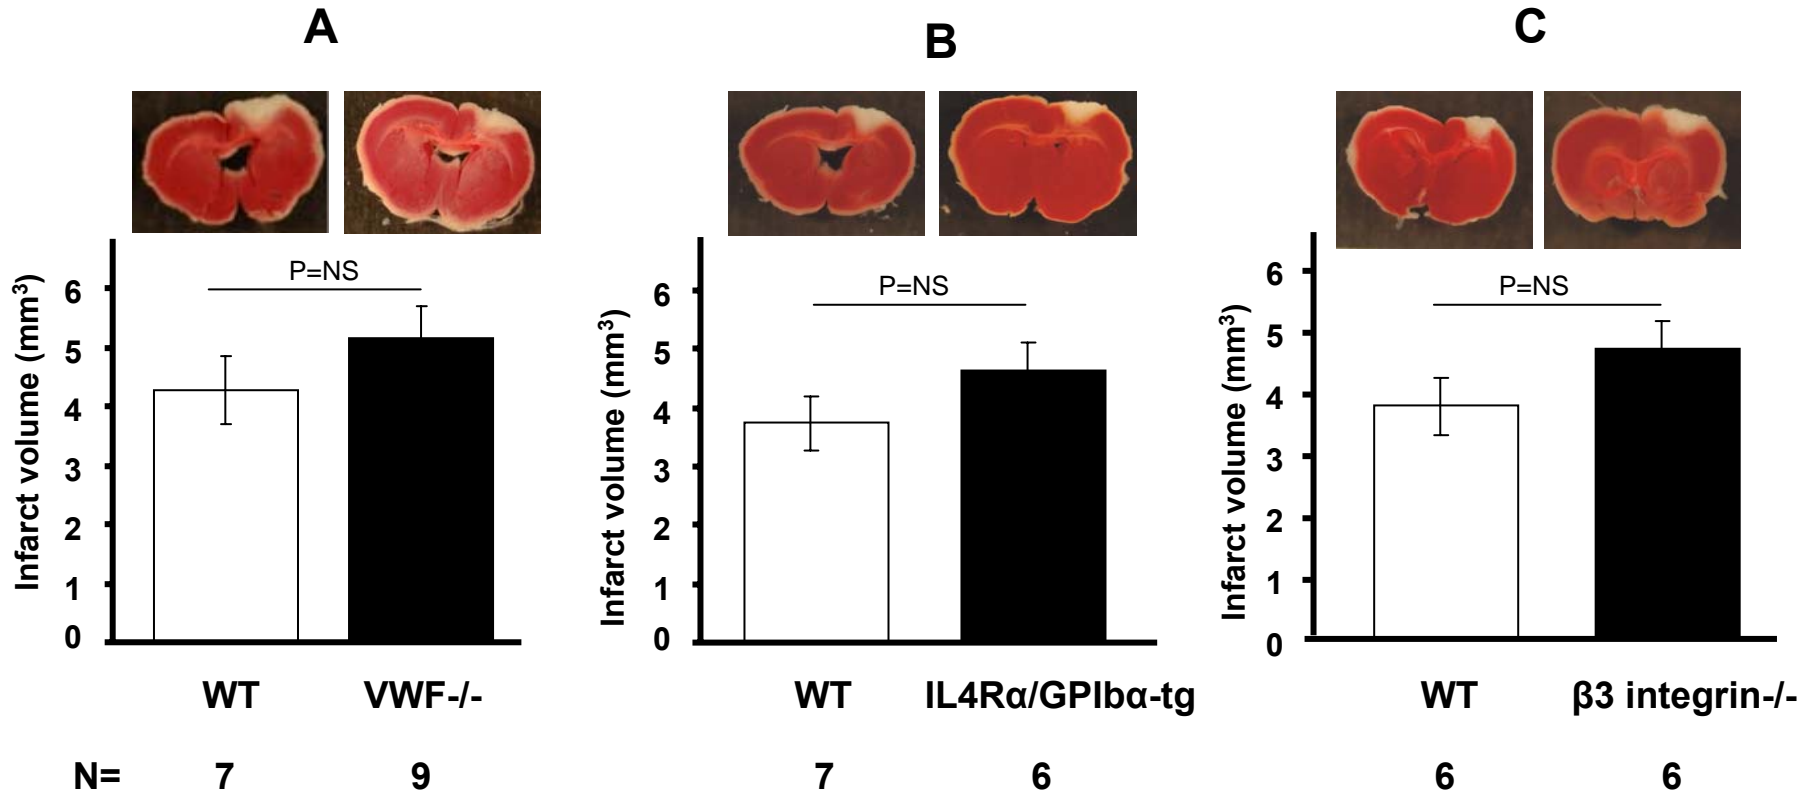 A
B
C
P=NS
P=NS
P=NS
Infarct volume (mm³)
6
5
4
3
2
1
0
Infarct volume (mm³)
6
5
4
3
2
1
0
Infarct volume (mm³)
6
5
4
3
2
1
0
WT VWF-/-
WT IL4Rα/GPIbα-tg
WT β3 integrin-/-
N= 7 9
7 6
6 6